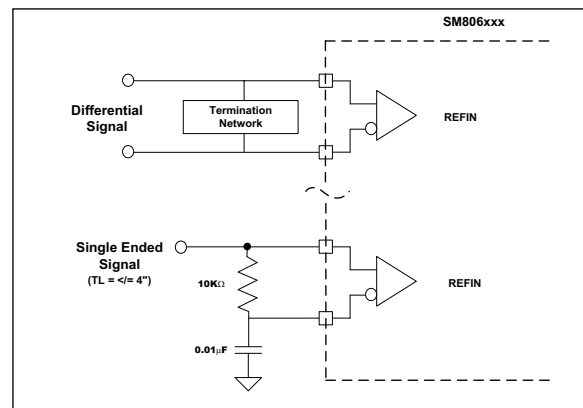 SM806xxx
Differential
Signal
Termination
Network
REFIN
Single Ended
Signal
(TL = </= 4")
10KΩ
REFIN
0.01µF